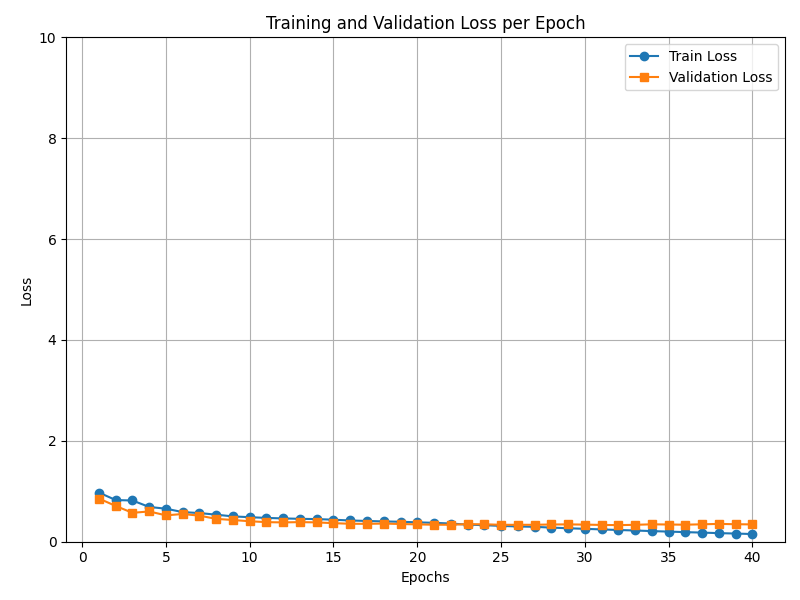 Training and Validation Loss per Epoch
Train Loss
Validation Loss
10
8
6
4
2
0
Loss
0 5 10 15 20 25 30 35 40
Epochs